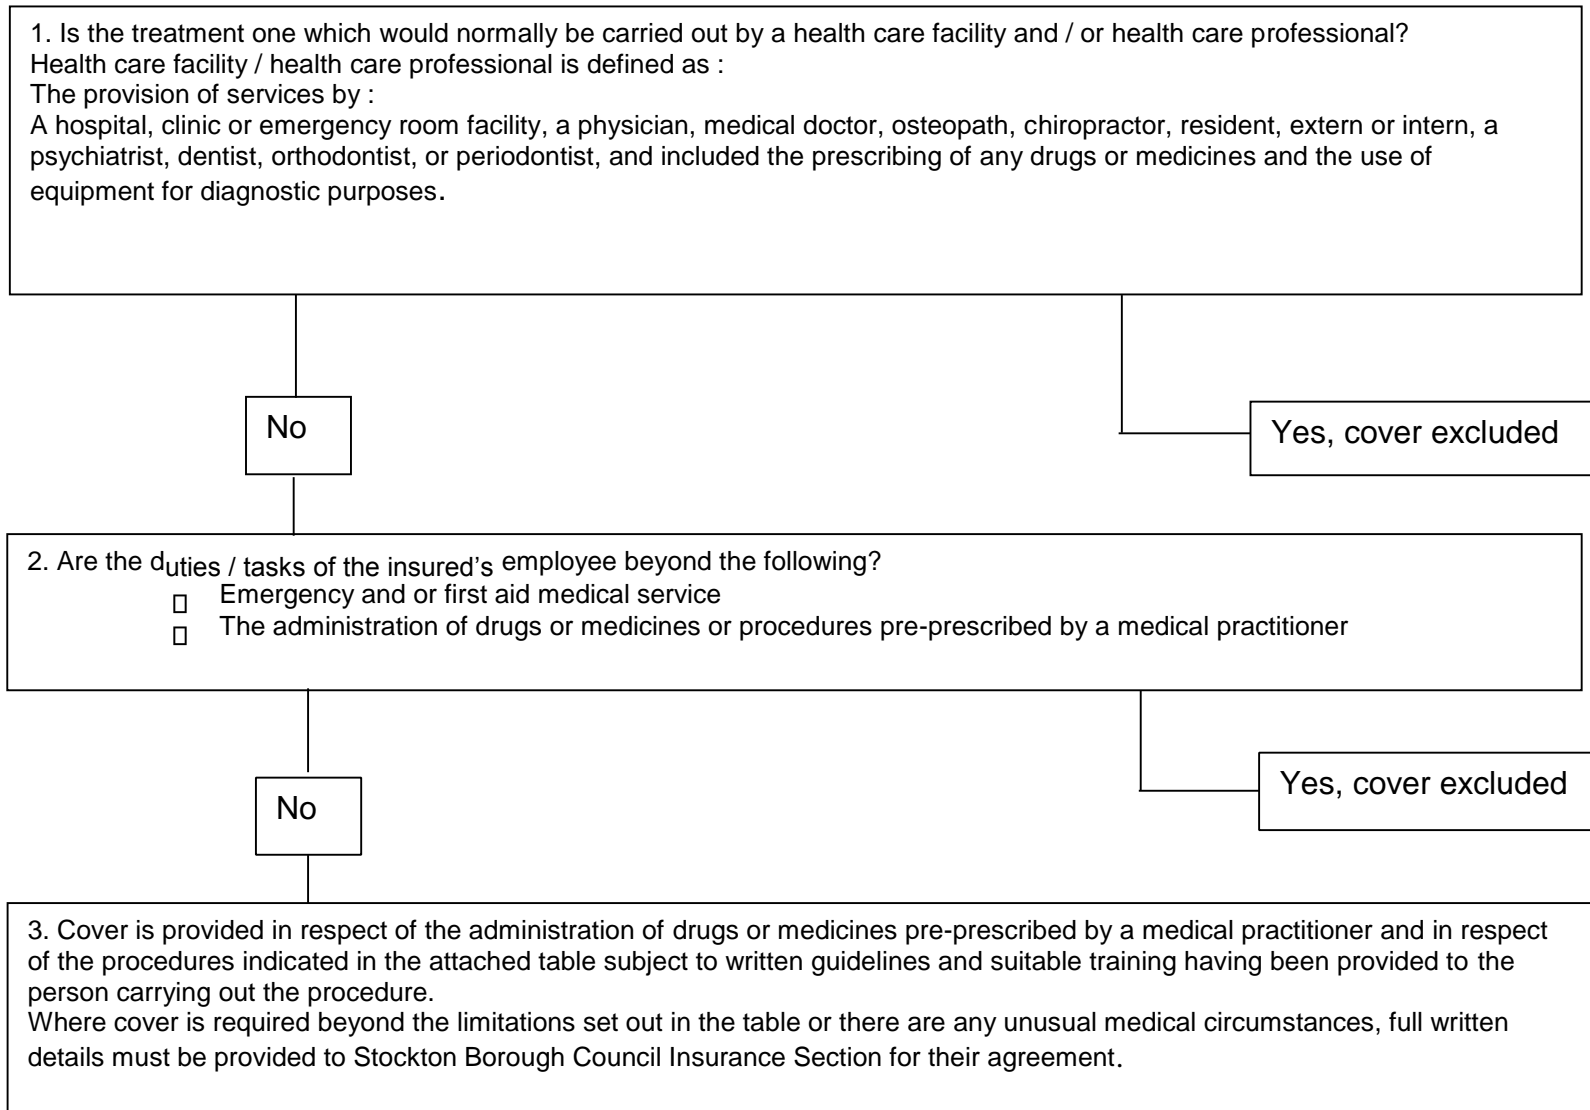 1. Is the treatment one which would normally be carried out by a health care facility and / or health care professional?
Health care facility / health care professional is defined as :
The provision of services by :
A hospital, clinic or emergency room facility, a physician, medical doctor, osteopath, chiropractor, resident, extern or intern, a
psychiatrist, dentist, orthodontist, or periodontist, and included the prescribing of any drugs or medicines and the use of
equipment for diagnostic purposes.
No
Yes, cover excluded
2. Are the duties / tasks of the insured's employee beyond the following?
Emergency and or first aid medical service
The administration of drugs or medicines or procedures pre-prescribed by a medical practitioner
No
Yes, cover excluded
3. Cover is provided in respect of the administration of drugs or medicines pre-prescribed by a medical practitioner and in respect
of the procedures indicated in the attached table subject to written guidelines and suitable training having been provided to the
person carrying out the procedure.
Where cover is required beyond the limitations set out in the table or there are any unusual medical circumstances, full written
details must be provided to Stockton Borough Council Insurance Section for their agreement.